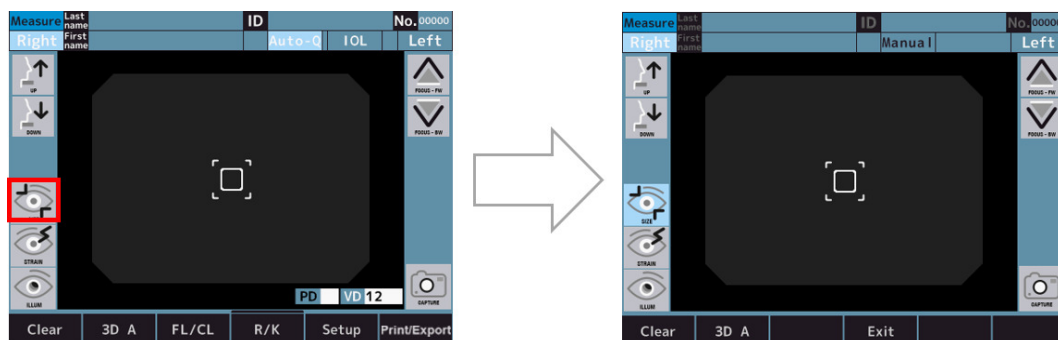 Measure Last name ID No. 00000
Right First name Auto-Q IOL Left
UP
FOCUS - FW
DOWN
FOCUS - BW
STRAIN
ILLUM
CAPTURE
PD VD 12
Clear 3D A FL/CL R/K Setup Print/Export
Measure Last name ID No. 00000
Right First name Manual Left
UP
FOCUS - FW
DOWN
FOCUS - BW
SIZE
STRAIN
ILLUM
CAPTURE
Clear 3D A Exit